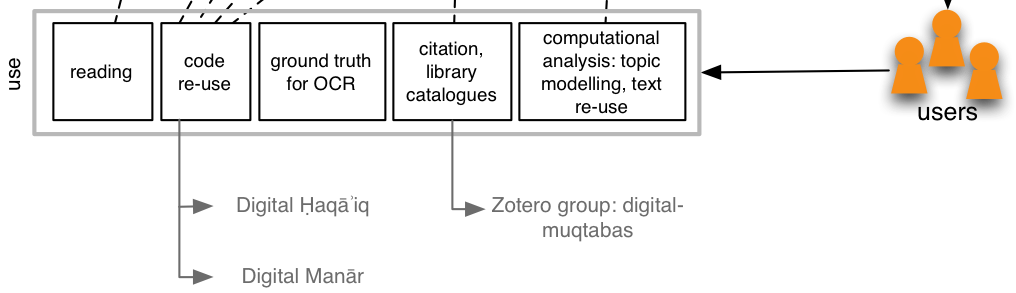 use
reading
code
re-use
ground truth
for OCR
citation,
library
catalogues
computational
analysis: topic
modelling, text
re-use
users
Digital Ḥaqāʾiq
Zotero group: digital-
muqtabas
Digital Manār